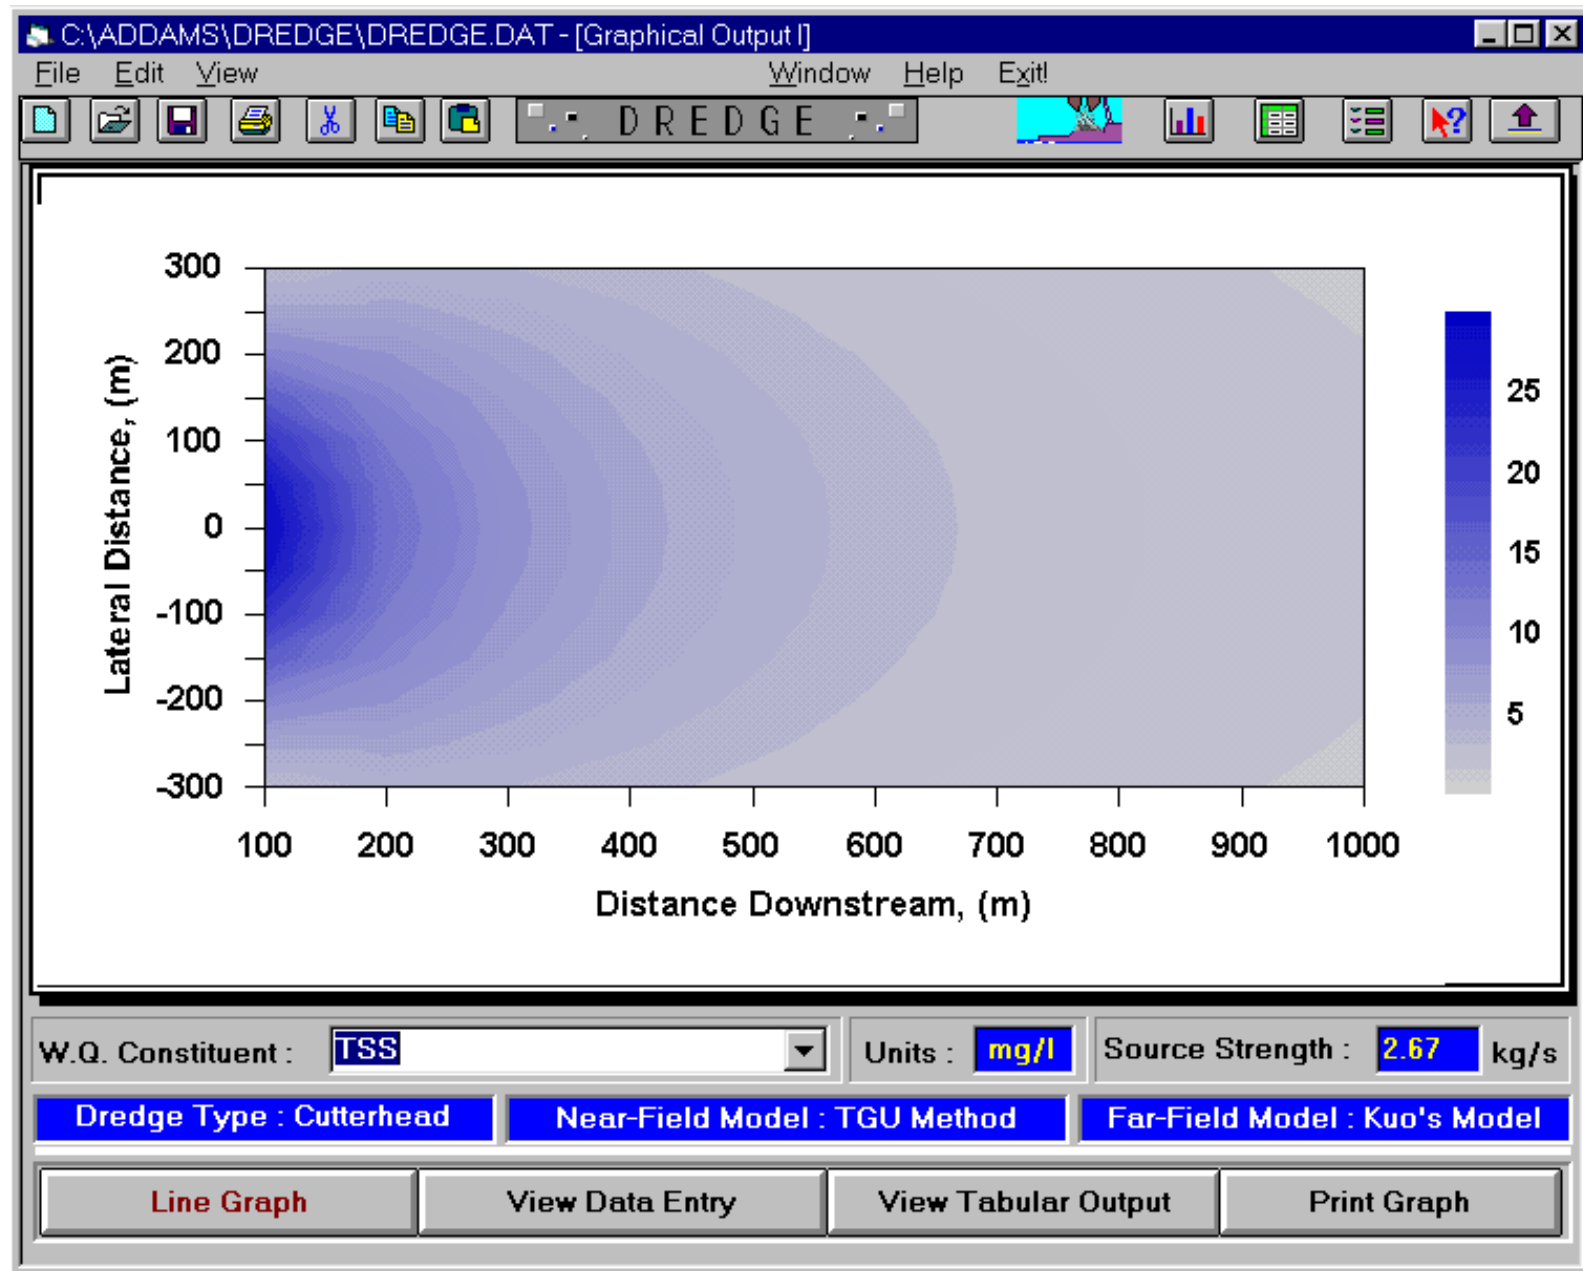 C:\ADDAMS\DREDGE\DREDGE.DAT - [Graphical Output I]
File Edit View Window Help Exit!
DREDGE
300
200
100
0
-100
-200
-300
Lateral Distance, (m)
100 200 300 400 500 600 700 800 900 1000
Distance Downstream, (m)
25
20
15
10
5
W.Q. Constituent : TSS Units : mg/l Source Strength : 2.67 kg/s
Dredge Type : Cutterhead Near-Field Model : TGU Method Far-Field Model : Kuo's Model
Line Graph View Data Entry View Tabular Output Print Graph